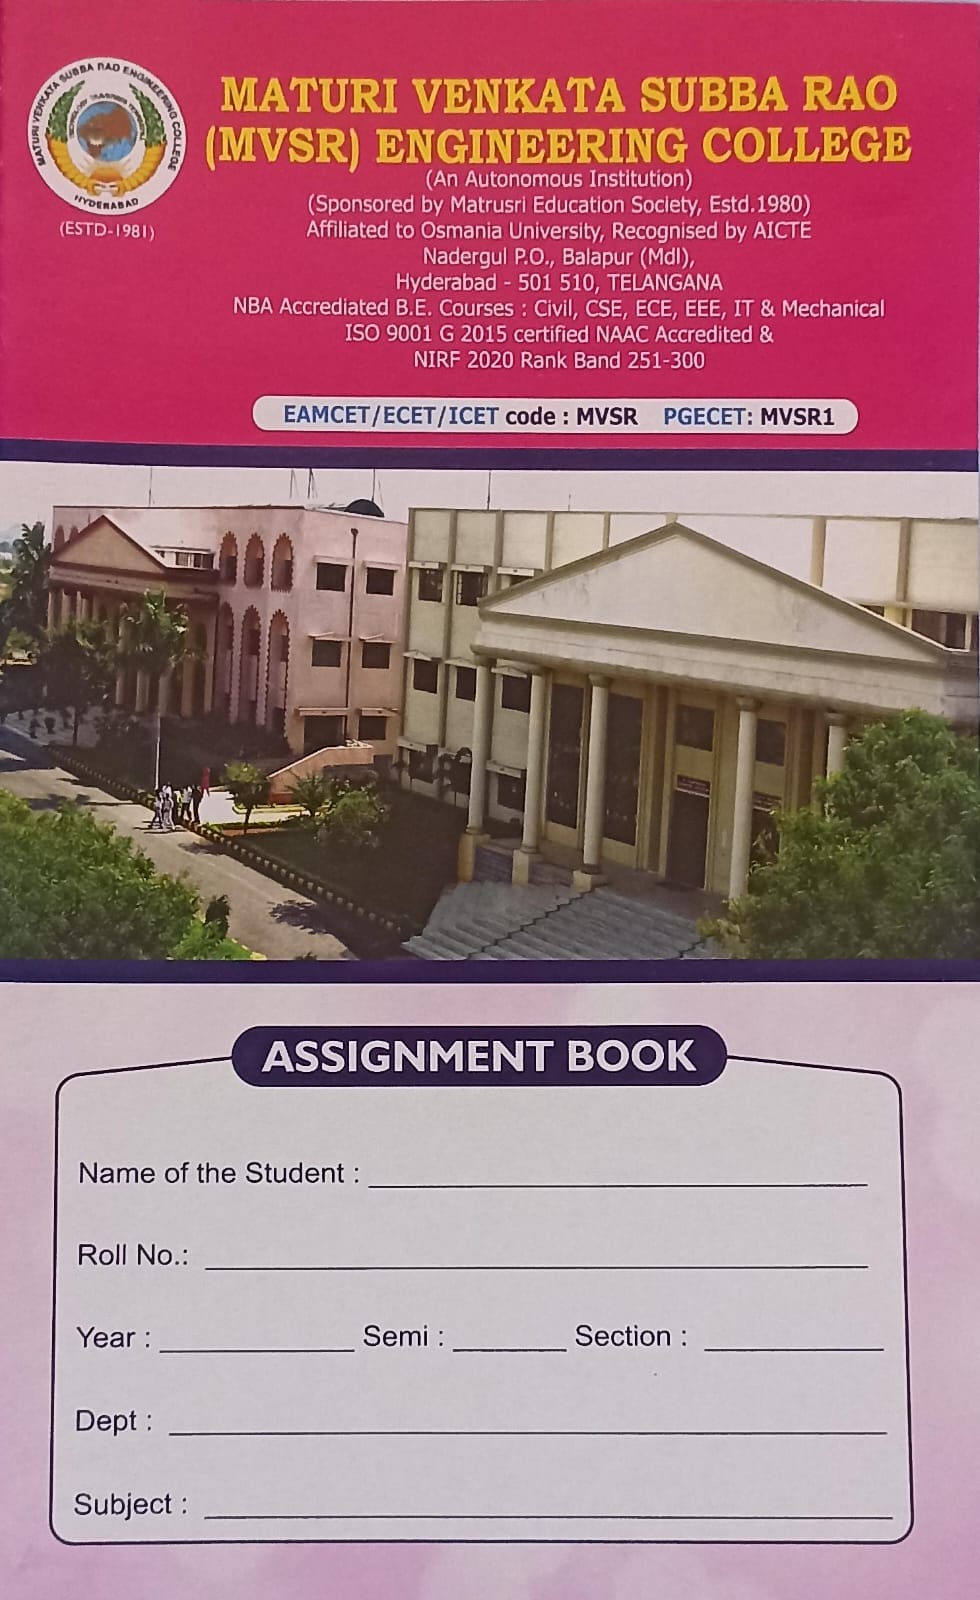 MATURI VENKATA SUBBA RAO ENGINEERING COLLEGE
HYDERABAD
(ESTD-1981)
MATURI VENKATA SUBBA RAO
(MVSR) ENGINEERING COLLEGE
(An Autonomous Institution)
(Sponsored by Matrusri Education Society, Estd.1980)
Affiliated to Osmania University, Recognised by AICTE
Nadergul P.O., Balapur (Mdl),
Hyderabad - 501 510, TELANGANA
NBA Accrediated B.E. Courses : Civil, CSE, ECE, EEE, IT & Mechanical
ISO 9001 G 2015 certified NAAC Accredited &
NIRF 2020 Rank Band 251-300
EAMCET/ECET/ICET code : MVSR PGECET: MVSR1
ASSIGNMENT BOOK
Name of the Student :
Roll No.:
Year : Semi : Section :
Dept :
Subject :